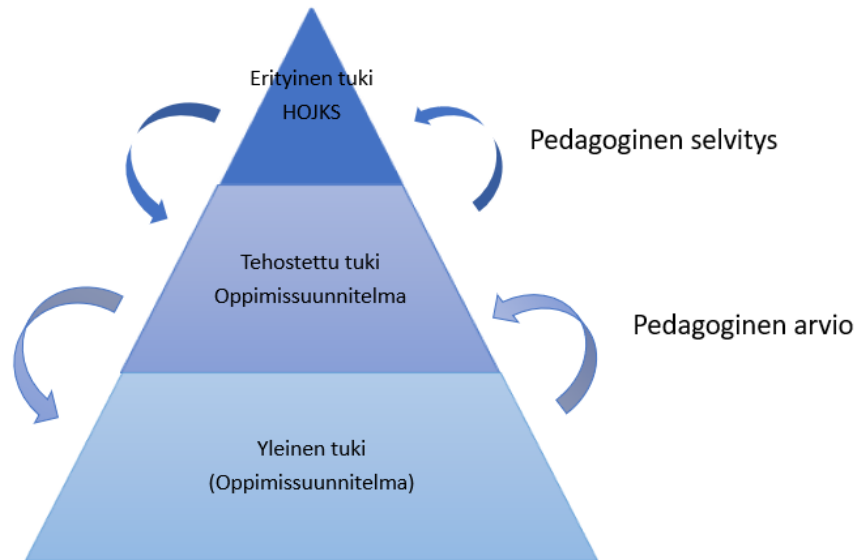 Erityinen tuki
HOJKS
Pedagoginen selvitys
Tehostettu tuki
Oppimissuunnitelma
Pedagoginen arvio
Yleinen tuki
(Oppimissuunnitelma)